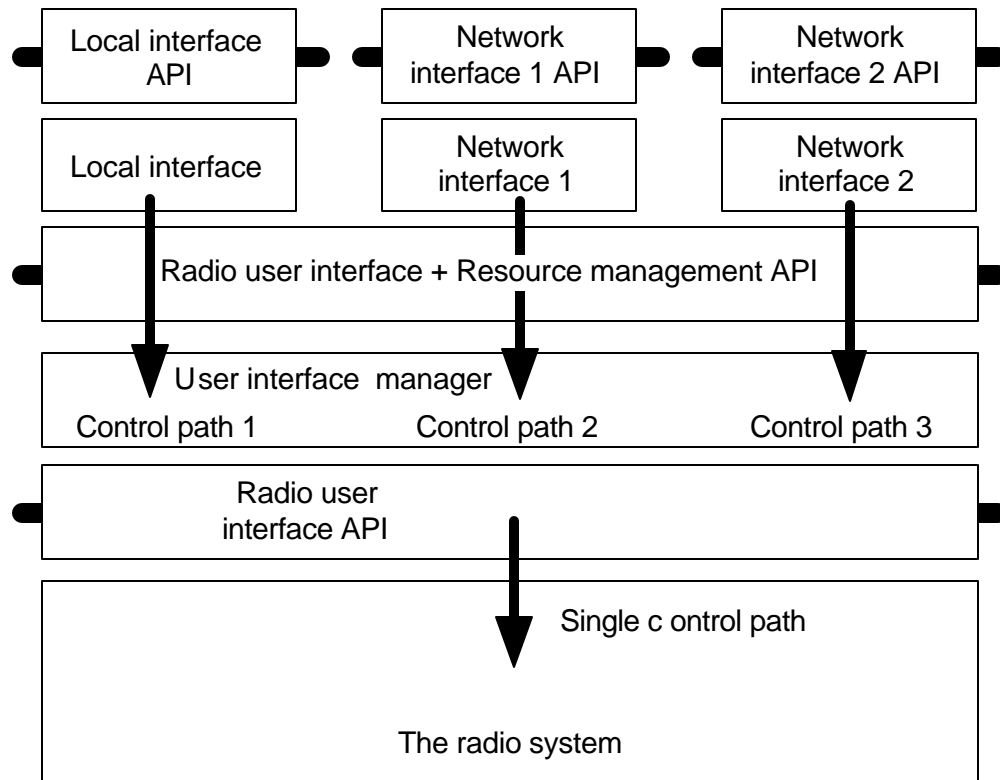 Local interface
API
Network
interface 1 API
Network
interface 2 API
Local interface
Network
interface 1
Network
interface 2
Radio user interface + Resource management API
User interface manager
Control path 1
Control path 2
Control path 3
Radio user
interface API
Single c ontrol path
The radio system